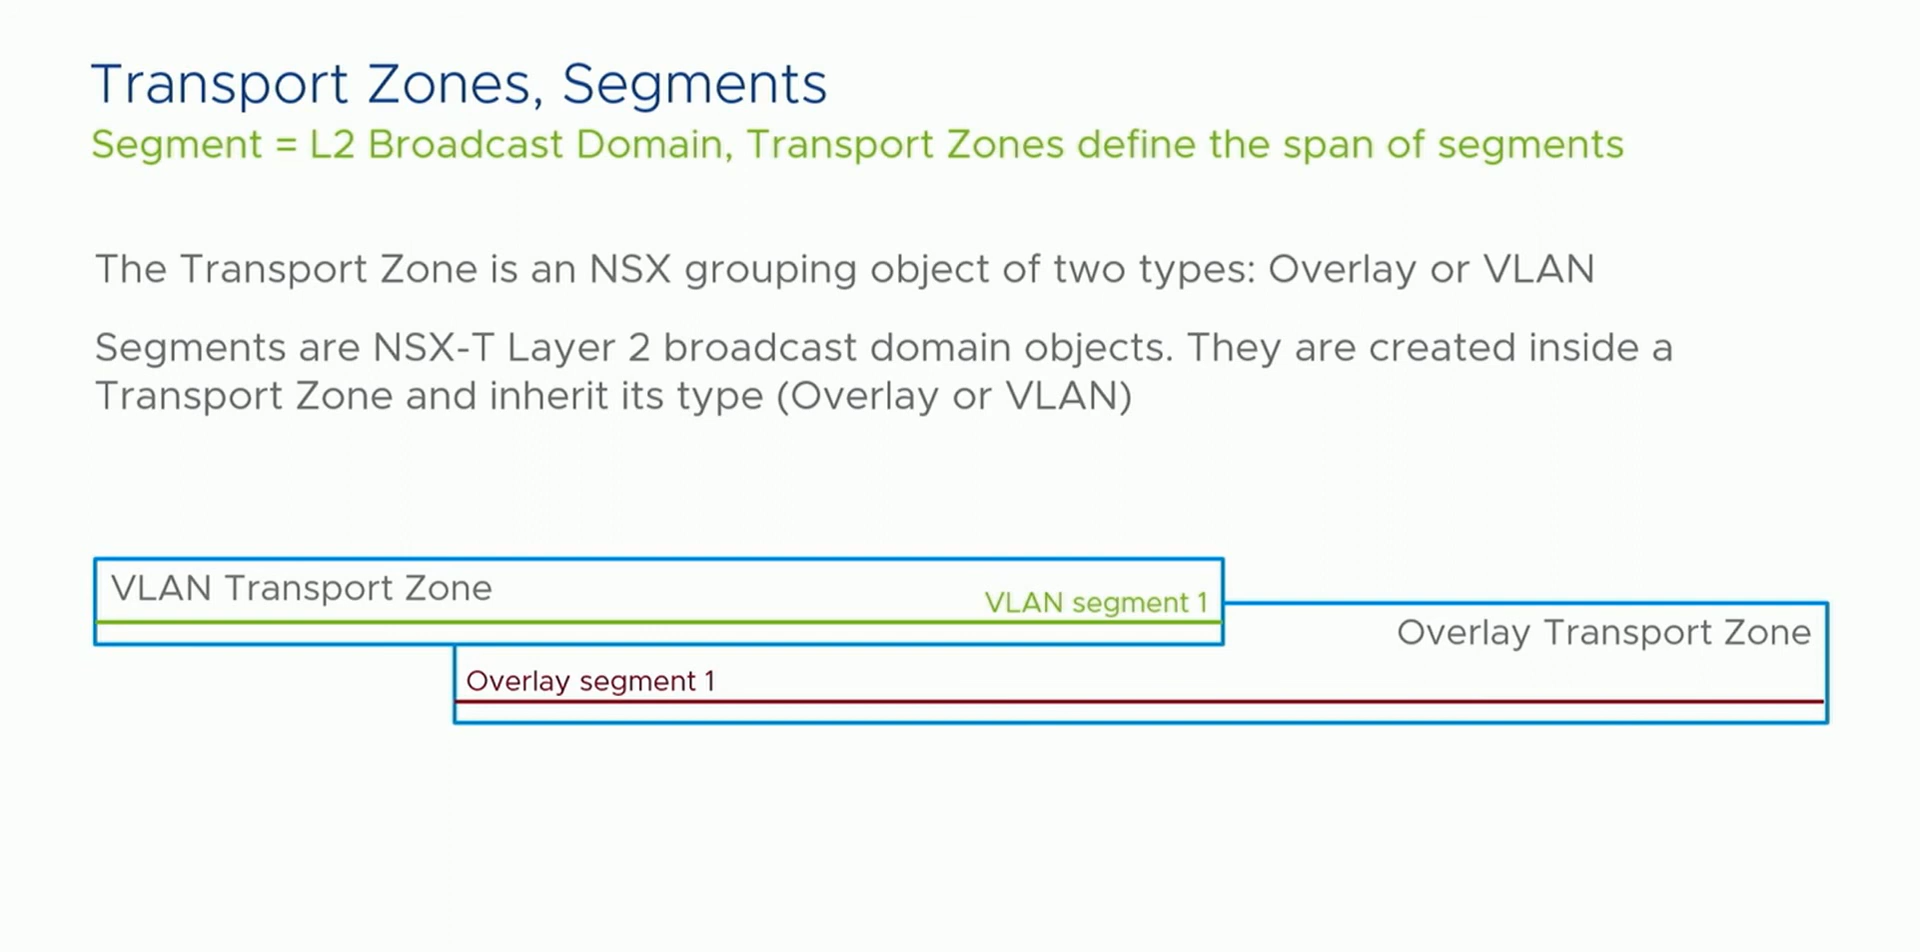 Transport Zones, Segments
Segment = L2 Broadcast Domain, Transport Zones define the span of segments
The Transport Zone is an NSX grouping object of two types: Overlay or VLAN
Segments are NSX-T Layer 2 broadcast domain objects. They are created inside a
Transport Zone and inherit its type (Overlay or VLAN)
VLAN Transport Zone
VLAN segment 1
Overlay Transport Zone
Overlay segment 1